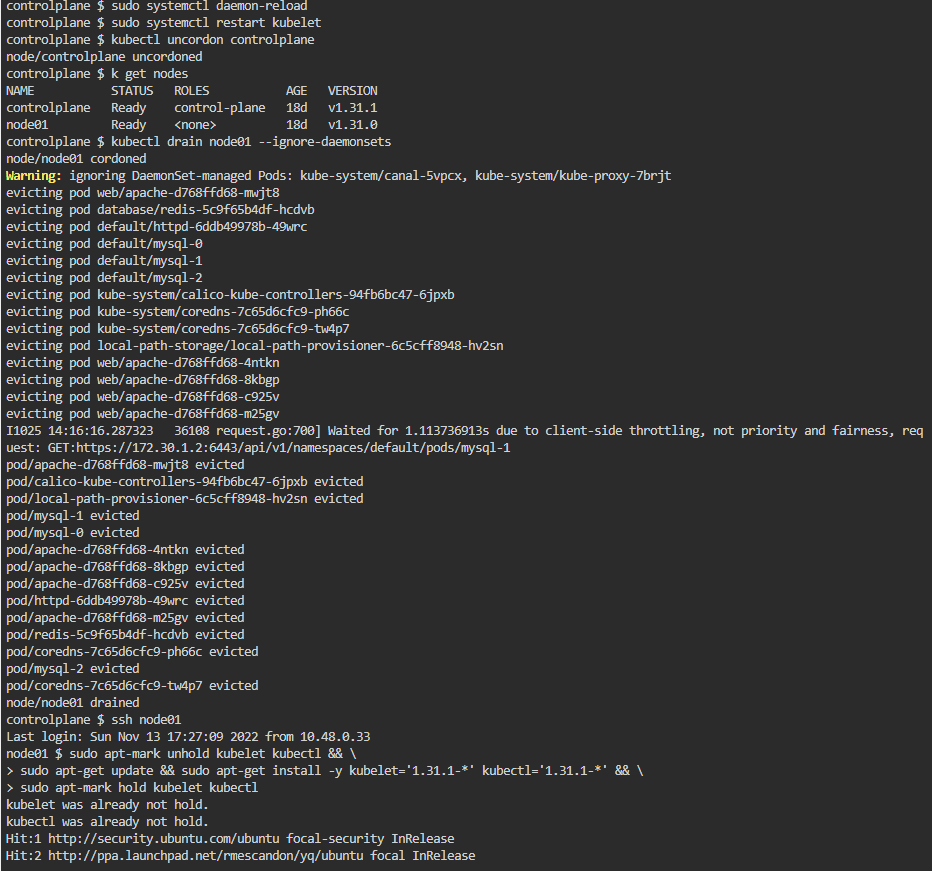 controlplane $ sudo systemctl daemon-reload
controlplane $ sudo systemctl restart kubelet
controlplane $ kubectl uncordon controlplane
node/controlplane uncordoned
controlplane $ k get nodes
NAME           STATUS   ROLES           AGE   VERSION
controlplane   Ready    control-plane   18d   v1.31.1
node01         Ready    <none>          18d   v1.31.0
controlplane $ kubectl drain node01 --ignore-daemonsets
node/node01 cordoned
Warning: ignoring DaemonSet-managed Pods: kube-system/canal-5vpcx, kube-system/kube-proxy-7brjt
evicting pod web/apache-d768ffd68-mwjt8
evicting pod database/redis-5c9f65b4df-hcdvb
evicting pod default/httpd-6ddb49978b-49wrc
evicting pod default/mysql-0
evicting pod default/mysql-1
evicting pod default/mysql-2
evicting pod kube-system/calico-kube-controllers-94fb6bc47-6jpxb
evicting pod kube-system/coredns-7c65d6cfc9-ph66c
evicting pod kube-system/coredns-7c65d6cfc9-tw4p7
evicting pod local-path-storage/local-path-provisioner-6c5cff8948-hv2sn
evicting pod web/apache-d768ffd68-4ntkn
evicting pod web/apache-d768ffd68-8kbgp
evicting pod web/apache-d768ffd68-c925v
evicting pod web/apache-d768ffd68-m25gv
I1025 14:16:16.287323   36108 request.go:700] Waited for 1.113736913s due to client-side throttling, not priority and fairness, req
uest: GET:https://172.30.1.2:6443/api/v1/namespaces/default/pods/mysql-1
pod/apache-d768ffd68-mwjt8 evicted
pod/calico-kube-controllers-94fb6bc47-6jpxb evicted
pod/local-path-provisioner-6c5cff8948-hv2sn evicted
pod/mysql-1 evicted
pod/mysql-0 evicted
pod/apache-d768ffd68-4ntkn evicted
pod/apache-d768ffd68-8kbgp evicted
pod/apache-d768ffd68-c925v evicted
pod/httpd-6ddb49978b-49wrc evicted
pod/apache-d768ffd68-m25gv evicted
pod/redis-5c9f65b4df-hcdvb evicted
pod/coredns-7c65d6cfc9-ph66c evicted
pod/mysql-2 evicted
pod/coredns-7c65d6cfc9-tw4p7 evicted
node/node01 drained
controlplane $ ssh node01
Last login: Sun Nov 13 17:27:09 2022 from 10.48.0.33
node01 $ sudo apt-mark unhold kubelet kubectl && \
> sudo apt-get update && sudo apt-get install -y kubelet='1.31.1-*' kubectl='1.31.1-*' && \
> sudo apt-mark hold kubelet kubectl
kubelet was already not hold.
kubectl was already not hold.
Hit:1 http://security.ubuntu.com/ubuntu focal-security InRelease
Hit:2 http://ppa.launchpad.net/rmescandon/yq/ubuntu focal InRelease